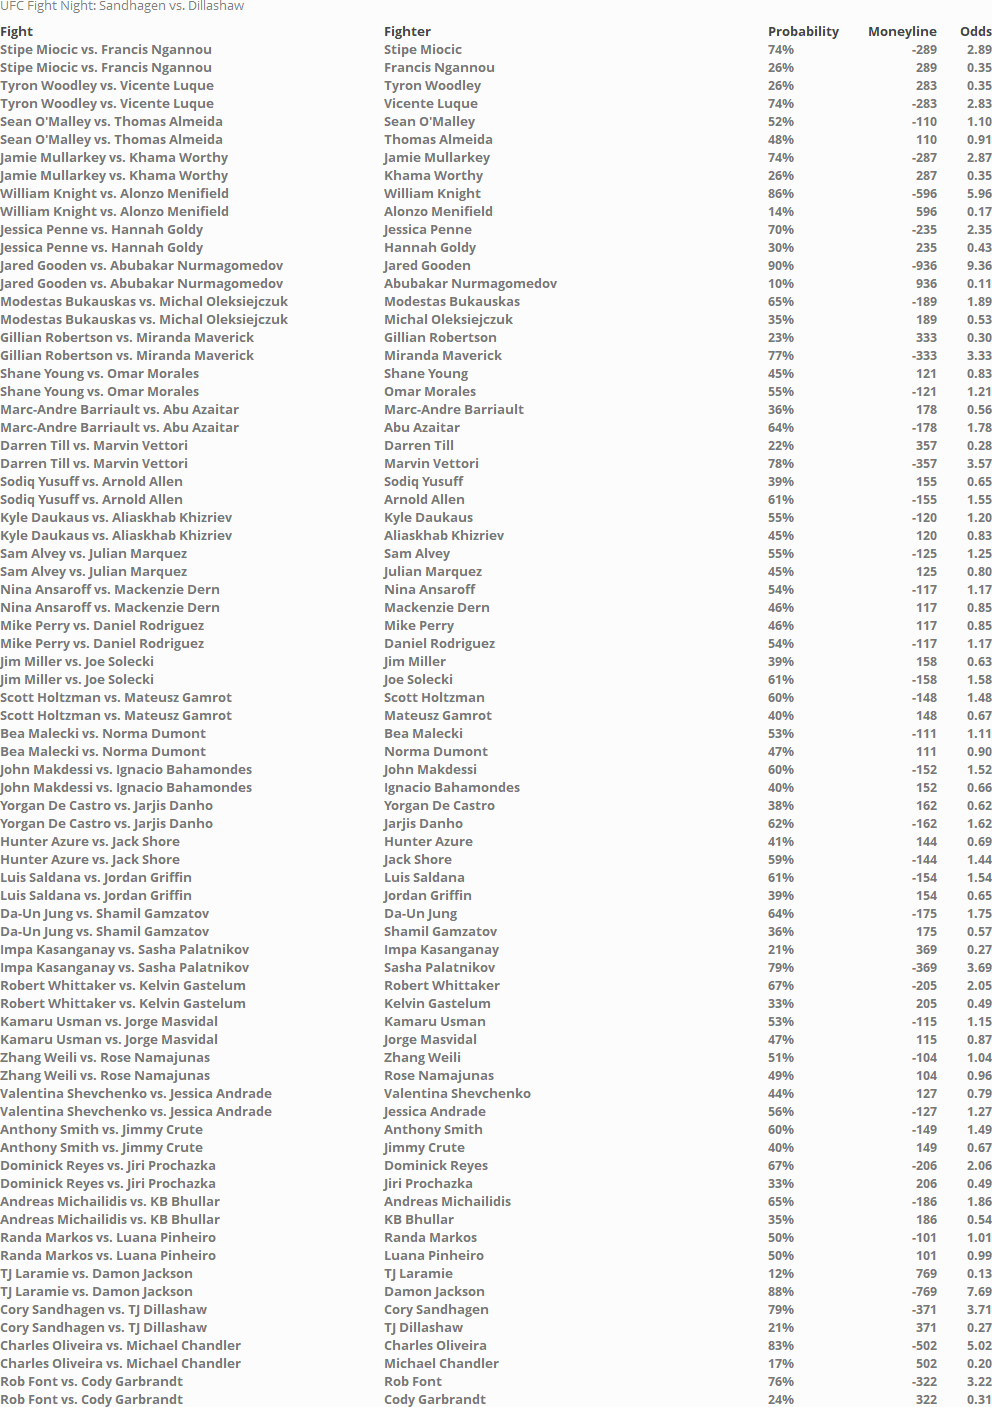 UFC Fight Night: Sandhagen vs. Dillashaw
Fight Fighter Probability Moneyline Odds
Stipe Miocic vs. Francis Ngannou Stipe Miocic 74% -289 2.89
Stipe Miocic vs. Francis Ngannou Francis Ngannou 26% 289 0.35
Tyron Woodley vs. Vicente Luque Tyron Woodley 26% 283 0.35
Tyron Woodley vs. Vicente Luque Vicente Luque 74% -283 2.83
Sean O'Malley vs. Thomas Almeida Sean O'Malley 52% -110 1.10
Sean O'Malley vs. Thomas Almeida Thomas Almeida 48% 110 0.91
Jamie Mullarkey vs. Khama Worthy Jamie Mullarkey 74% -287 2.87
Jamie Mullarkey vs. Khama Worthy Khama Worthy 26% 287 0.35
William Knight vs. Alonzo Menifield William Knight 86% -596 5.96
William Knight vs. Alonzo Menifield Alonzo Menifield 14% 596 0.17
Jessica Penne vs. Hannah Goldy Jessica Penne 70% -235 2.35
Jessica Penne vs. Hannah Goldy Hannah Goldy 30% 235 0.43
Jared Gooden vs. Abubakar Nurmagomedov Jared Gooden 90% -936 9.36
Jared Gooden vs. Abubakar Nurmagomedov Abubakar Nurmagomedov 10% 936 0.11
Modestas Bukauskas vs. Michal Oleksiejczuk Modestas Bukauskas 65% -189 1.89
Modestas Bukauskas vs. Michal Oleksiejczuk Michal Oleksiejczuk 35% 189 0.53
Gillian Robertson vs. Miranda Maverick Gillian Robertson 23% 333 0.30
Gillian Robertson vs. Miranda Maverick Miranda Maverick 77% -333 3.33
Shane Young vs. Omar Morales Shane Young 45% 121 0.83
Shane Young vs. Omar Morales Omar Morales 55% -121 1.21
Marc-Andre Barriault vs. Abu Azaitar Marc-Andre Barriault 36% 178 0.56
Marc-Andre Barriault vs. Abu Azaitar Abu Azaitar 64% -178 1.78
Darren Till vs. Marvin Vettori Darren Till 22% 357 0.28
Darren Till vs. Marvin Vettori Marvin Vettori 78% -357 3.57
Sodiq Yusuff vs. Arnold Allen Sodiq Yusuff 39% 155 0.65
Sodiq Yusuff vs. Arnold Allen Arnold Allen 61% -155 1.55
Kyle Daukaus vs. Aliaskhab Khizriev Kyle Daukaus 55% -120 1.20
Kyle Daukaus vs. Aliaskhab Khizriev Aliaskhab Khizriev 45% 120 0.83
Sam Alvey vs. Julian Marquez Sam Alvey 55% -125 1.25
Sam Alvey vs. Julian Marquez Julian Marquez 45% 125 0.80
Nina Ansaroff vs. Mackenzie Dern Nina Ansaroff 54% -117 1.17
Nina Ansaroff vs. Mackenzie Dern Mackenzie Dern 46% 117 0.85
Mike Perry vs. Daniel Rodriguez Mike Perry 46% 117 0.85
Mike Perry vs. Daniel Rodriguez Daniel Rodriguez 54% -117 1.17
Jim Miller vs. Joe Solecki Jim Miller 39% 158 0.63
Jim Miller vs. Joe Solecki Joe Solecki 61% -158 1.58
Scott Holtzman vs. Mateusz Gamrot Scott Holtzman 60% -148 1.48
Scott Holtzman vs. Mateusz Gamrot Mateusz Gamrot 40% 148 0.67
Bea Malecki vs. Norma Dumont Bea Malecki 53% -111 1.11
Bea Malecki vs. Norma Dumont Norma Dumont 47% 111 0.90
John Makdessi vs. Ignacio Bahamondes John Makdessi 60% -152 1.52
John Makdessi vs. Ignacio Bahamondes Ignacio Bahamondes 40% 152 0.66
Yorgan De Castro vs. Jarjis Danho Yorgan De Castro 38% 162 0.62
Yorgan De Castro vs. Jarjis Danho Jarjis Danho 62% -162 1.62
Hunter Azure vs. Jack Shore Hunter Azure 41% 144 0.69
Hunter Azure vs. Jack Shore Jack Shore 59% -144 1.44
Luis Saldana vs. Jordan Griffin Luis Saldana 61% -154 1.54
Luis Saldana vs. Jordan Griffin Jordan Griffin 39% 154 0.65
Da-Un Jung vs. Shamil Gamzatov Da-Un Jung 64% -175 1.75
Da-Un Jung vs. Shamil Gamzatov Shamil Gamzatov 36% 175 0.57
Impa Kasanganay vs. Sasha Palatnikov Impa Kasanganay 21% 369 0.27
Impa Kasanganay vs. Sasha Palatnikov Sasha Palatnikov 79% -369 3.69
Robert Whittaker vs. Kelvin Gastelum Robert Whittaker 67% -205 2.05
Robert Whittaker vs. Kelvin Gastelum Kelvin Gastelum 33% 205 0.49
Kamaru Usman vs. Jorge Masvidal Kamaru Usman 53% -115 1.15
Kamaru Usman vs. Jorge Masvidal Jorge Masvidal 47% 115 0.87
Zhang Weili vs. Rose Namajunas Zhang Weili 51% -104 1.04
Zhang Weili vs. Rose Namajunas Rose Namajunas 49% 104 0.96
Valentina Shevchenko vs. Jessica Andrade Valentina Shevchenko 44% 127 0.79
Valentina Shevchenko vs. Jessica Andrade Jessica Andrade 56% -127 1.27
Anthony Smith vs. Jimmy Crute Anthony Smith 60% -149 1.49
Anthony Smith vs. Jimmy Crute Jimmy Crute 40% 149 0.67
Dominick Reyes vs. Jiri Prochazka Dominick Reyes 67% -206 2.06
Dominick Reyes vs. Jiri Prochazka Jiri Prochazka 33% 206 0.49
Andreas Michailidis vs. KB Bhullar Andreas Michailidis 65% -186 1.86
Andreas Michailidis vs. KB Bhullar KB Bhullar 35% 186 0.54
Randa Markos vs. Luana Pinheiro Randa Markos 50% -101 1.01
Randa Markos vs. Luana Pinheiro Luana Pinheiro 50% 101 0.99
TJ Laramie vs. Damon Jackson TJ Laramie 12% 769 0.13
TJ Laramie vs. Damon Jackson Damon Jackson 88% -769 7.69
Cory Sandhagen vs. TJ Dillashaw Cory Sandhagen 79% -371 3.71
Cory Sandhagen vs. TJ Dillashaw TJ Dillashaw 21% 371 0.27
Charles Oliveira vs. Michael Chandler Charles Oliveira 83% -502 5.02
Charles Oliveira vs. Michael Chandler Michael Chandler 17% 502 0.20
Rob Font vs. Cody Garbrandt Rob Font 76% -322 3.22
Rob Font vs. Cody Garbrandt Cody Garbrandt 24% 322 0.31